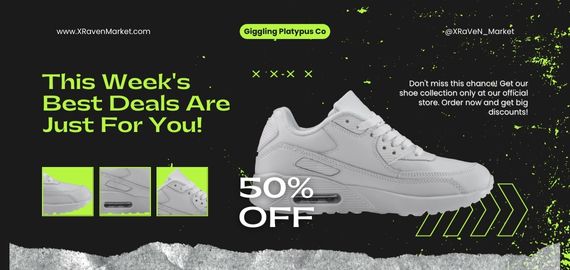 www.XRavenMarket.com
Giggling Platypus Co
@XRaVeN_Market
This Week's
Best Deals Are
Just For You!
Don't miss this chance! Get our
shoe collection only at our official
store. Order now and get big
discounts!
50%
OFF